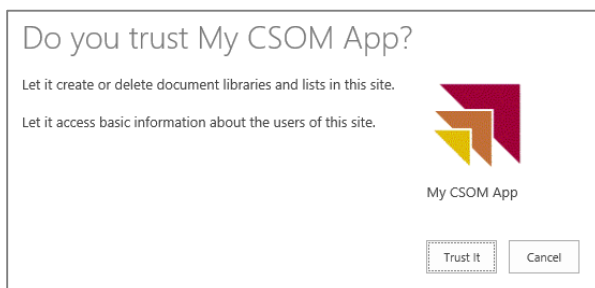 Do you trust My CSOM App?
Let it create or delete document libraries and lists in this site.
Let it access basic information about the users of this site.
My CSOM App
Trust It
Cancel